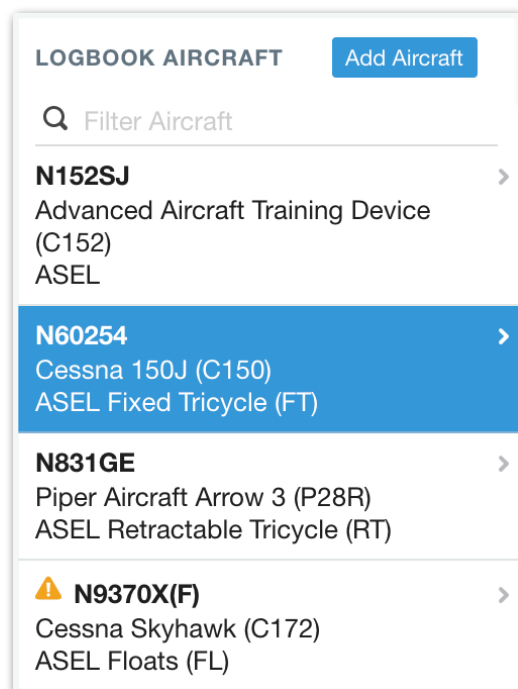 LOGBOOK AIRCRAFT Add Aircraft
Filter Aircraft
N152SJ
Advanced Aircraft Training Device
(C152)
ASEL
N60254
Cessna 150J (C150)
ASEL Fixed Tricycle (FT)
N831GE
Piper Aircraft Arrow 3 (P28R)
ASEL Retractable Tricycle (RT)
N9370X(F)
Cessna Skyhawk (C172)
ASEL Floats (FL)